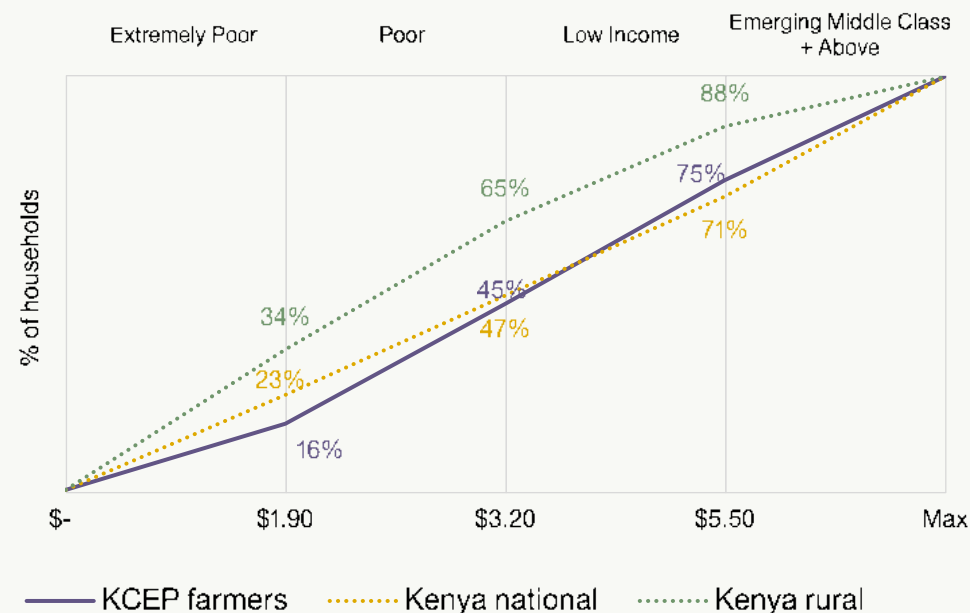 Extremely Poor
Poor
Low Income
Emerging Middle Class
+ Above
% of households
88%
75%
71%
65%
45%
47%
34%
23%
16%
$-
$1.90
$3.20
$5.50
Max
KCEP farmers
Kenya national
Kenya rural